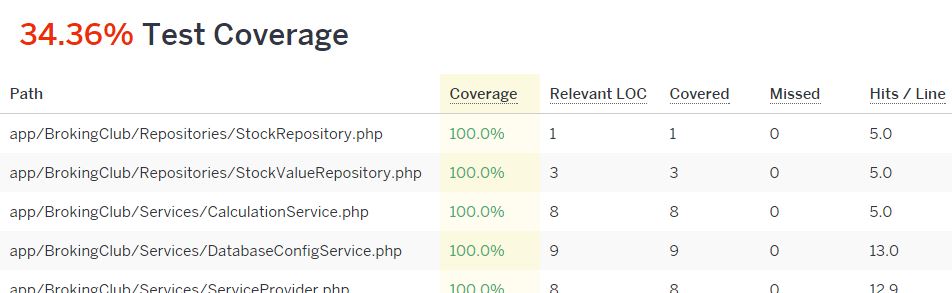 34.36% Test Coverage
Path Coverage Relevant LOC Covered Missed Hits / Line
app/BrokingClub/Repositories/StockRepository.php 100.0% 1 1 0 5.0
app/BrokingClub/Repositories/StockValueRepository.php 100.0% 3 3 0 5.0
app/BrokingClub/Services/CalculationService.php 100.0% 8 8 0 5.0
app/BrokingClub/Services/DatabaseConfigService.php 100.0% 9 9 0 13.0
app/BrokingClub/Services/ServiceProvider.php 100.0% 8 8 0 12.9